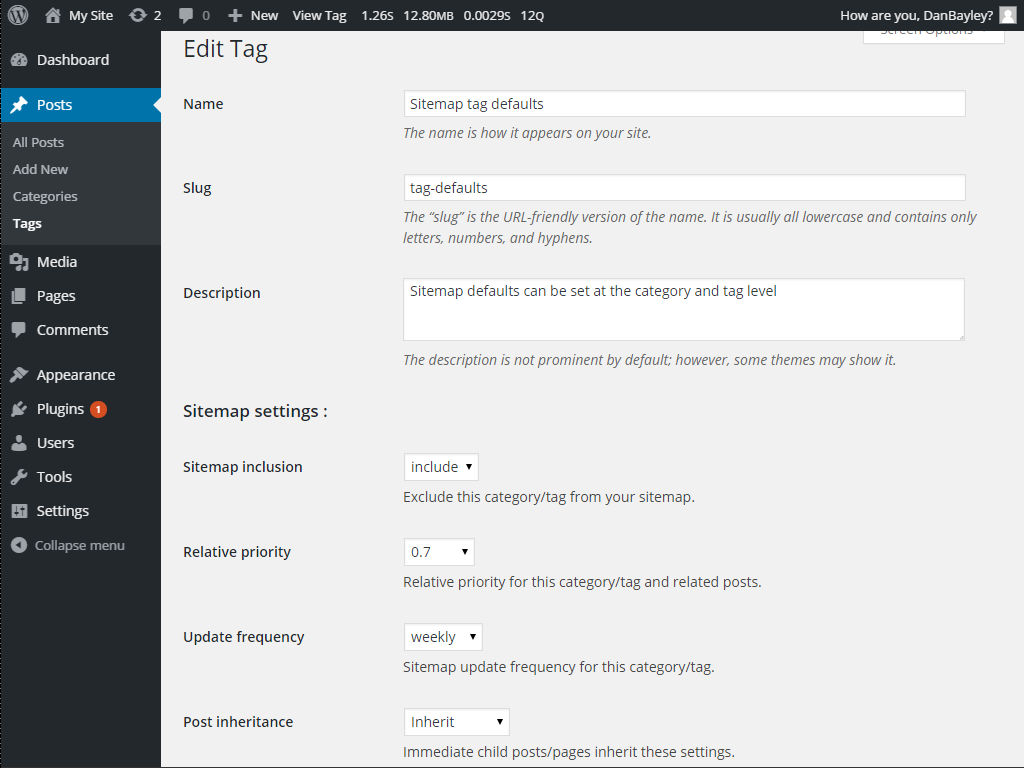 My Site 2 0 New View Tag 1.26S 12.80MB 0.0029S 12Q How are you, DanBayley?
Screen Options
Dashboard
Posts
All Posts
Add New
Categories
Tags
Media
Pages
Comments
Appearance
Plugins 1
Users
Tools
Settings
Collapse menu
Edit Tag
Name
Sitemap tag defaults
The name is how it appears on your site.
Slug
tag-defaults
The “slug” is the URL-friendly version of the name. It is usually all lowercase and contains only
letters, numbers, and hyphens.
Description
Sitemap defaults can be set at the category and tag level
The description is not prominent by default; however, some themes may show it.
Sitemap settings :
Sitemap inclusion
include
Exclude this category/tag from your sitemap.
Relative priority
0.7
Relative priority for this category/tag and related posts.
Update frequency
weekly
Sitemap update frequency for this category/tag.
Post inheritance
Inherit
Immediate child posts/pages inherit these settings.